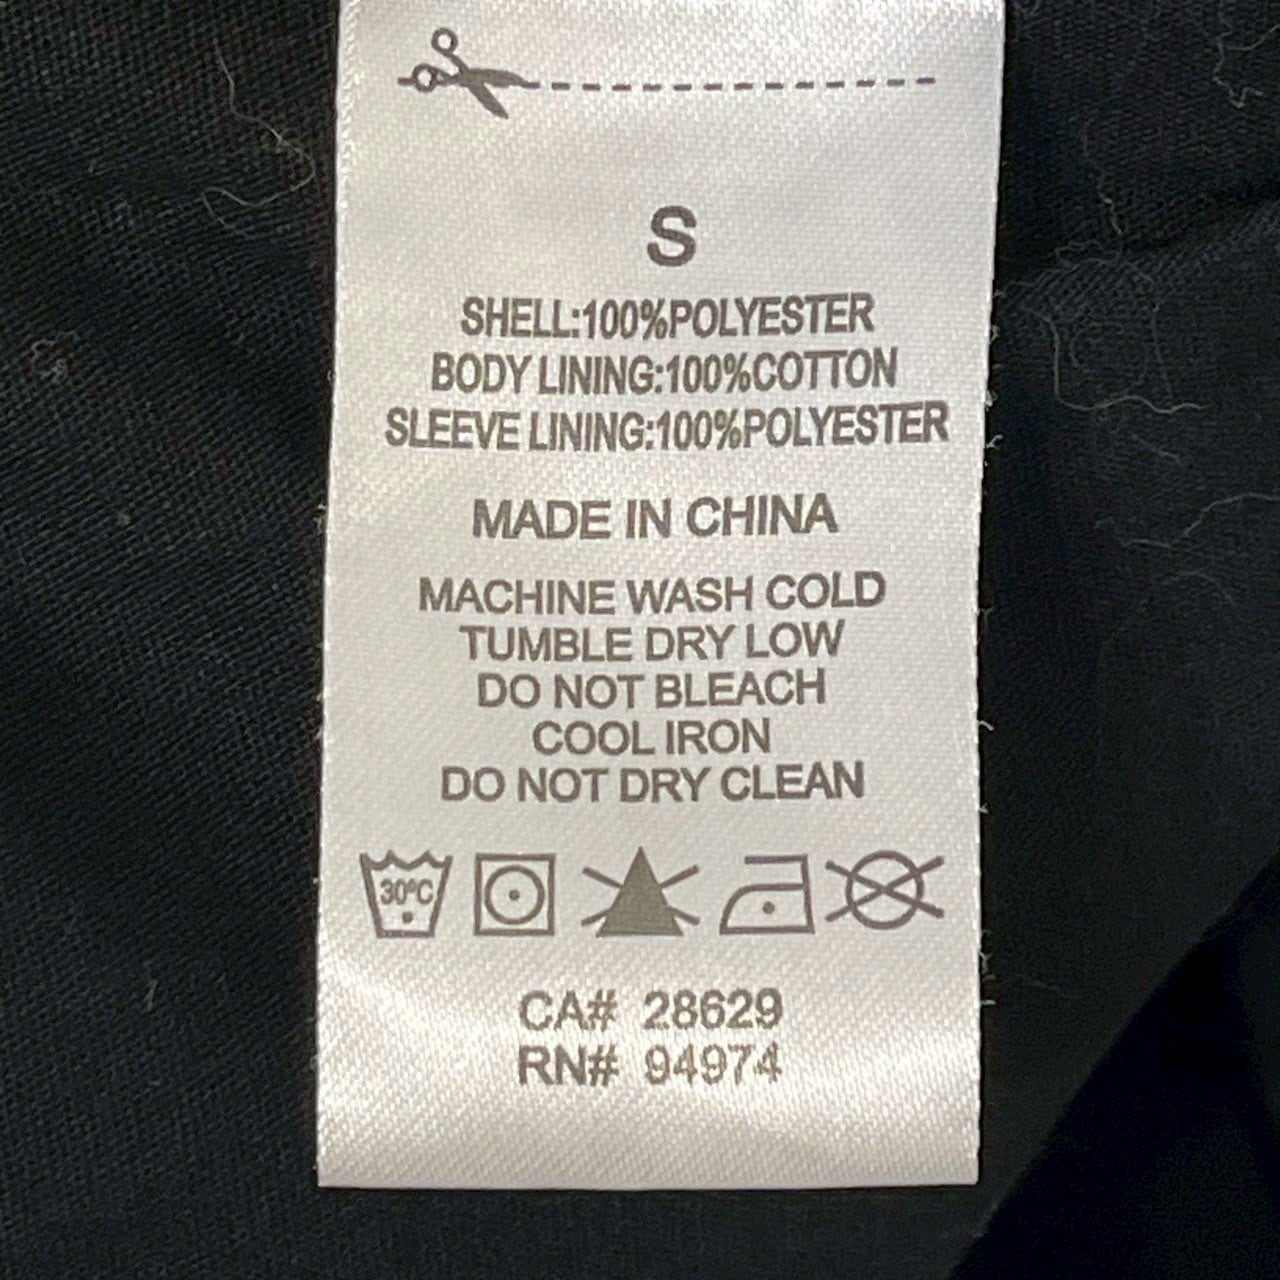 S
SHELL:100%POLYESTER
BODY LINING:100%COTTON
SLEEVE LINING:100%POLYESTER
MADE IN CHINA
MACHINE WASH COLD
TUMBLE DRY LOW
DO NOT BLEACH
COOL IRON
DO NOT DRY CLEAN
30°C
CA# 28629
RN# 94974